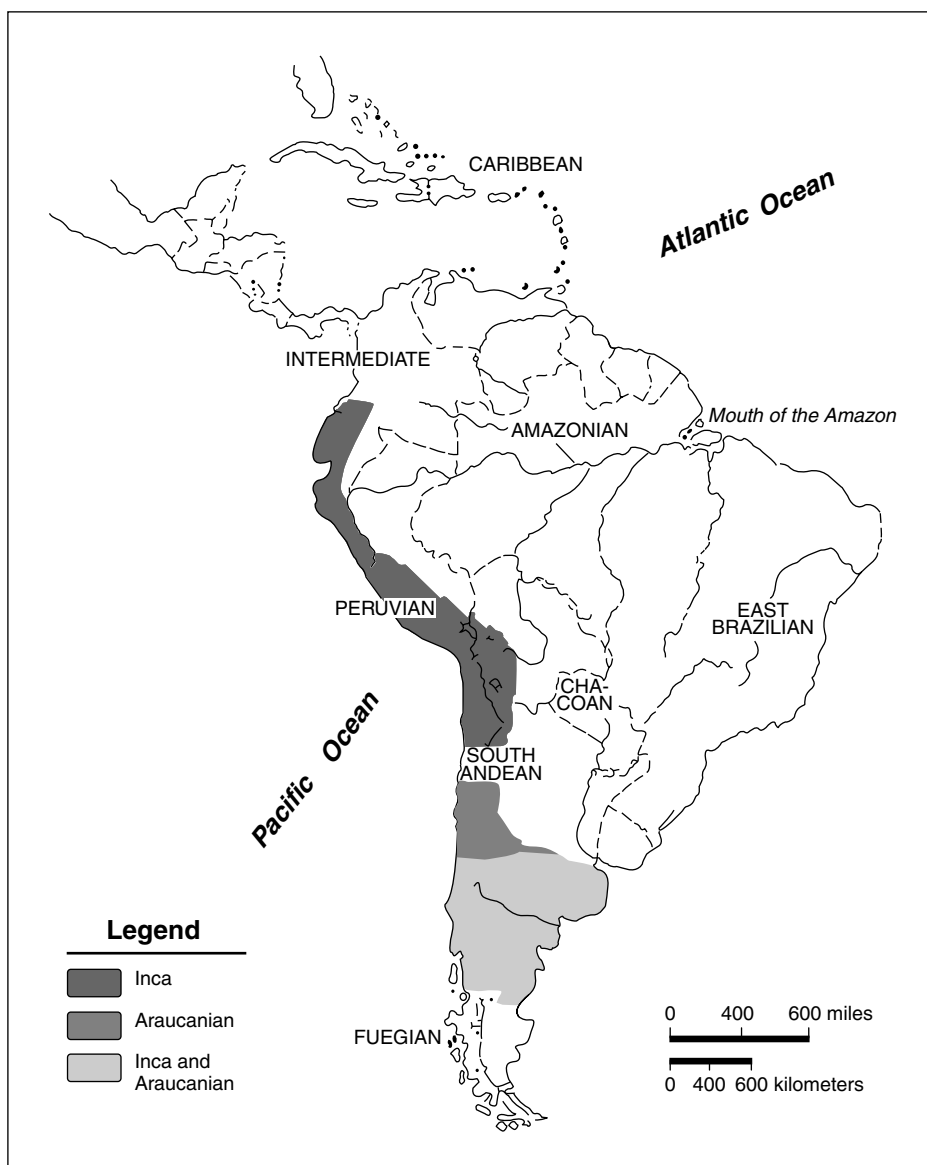 CARIBBEAN
Atlantic Ocean
INTERMEDIATE
Mouth of the Amazon
AMAZONIAN
PERUVIAN
EAST
BRAZILIAN
CHA-
COAN
Pacific Ocean
SOUTH
ANDEAN
Legend
Inca
Araucanian
Inca and
Araucanian
FUEGIAN
0 400 600 miles
0 400 600 kilometers